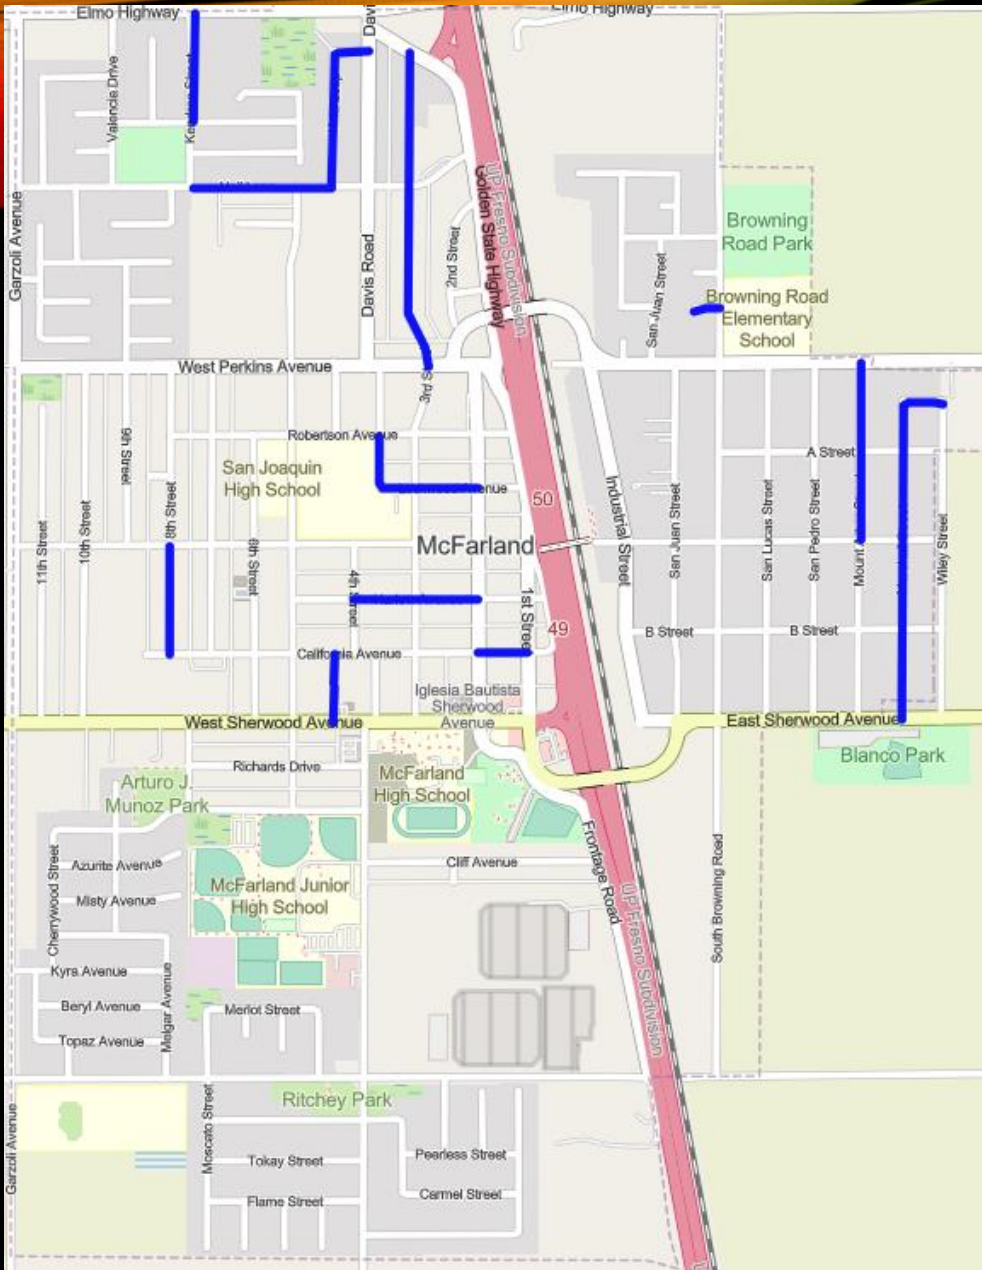 Elmo Highway
Elmo Highway
Davi
Valencia Drive
Garzoli Avenue
Davis Road
2nd Street
Golden State Highway
UP Fresno Subdivision
Browning
Road Park
San Juan Street
Browning Road
Elementary
School
West Perkins Avenue
3rd S
Robertson Avenue
9th Street
San Joaquin
High School
A Street
8th Street
50
Industrial Street
San Juan Street
San Lucas Street
San Pedro Street
Mount
Wiley Street
11th Street
10th Street
6th Street
McFarland
4th Street
1st Street
49
B Street
B Street
California Avenue
Iglesia Bautista
Sherwood
Avenue
West Sherwood Avenue
East Sherwood Avenue
Blanco Park
Richards Drive
Arturo J.
Munoz Park
McFarland
High School
Cherrywood Street
Azurite Avenue
Misty Avenue
McFarland Junior
High School
Cliff Avenue
Frontage Road
South Browning Road
UP Fresno Subdivision
Kyra Avenue
Beryl Avenue
Topaz Avenue
Melgar Avenue
Merlot Street
Ritchey Park
Garzoli Avenue
Moscato Street
Tokay Street
Flame Street
Peerless Street
Carmel Street